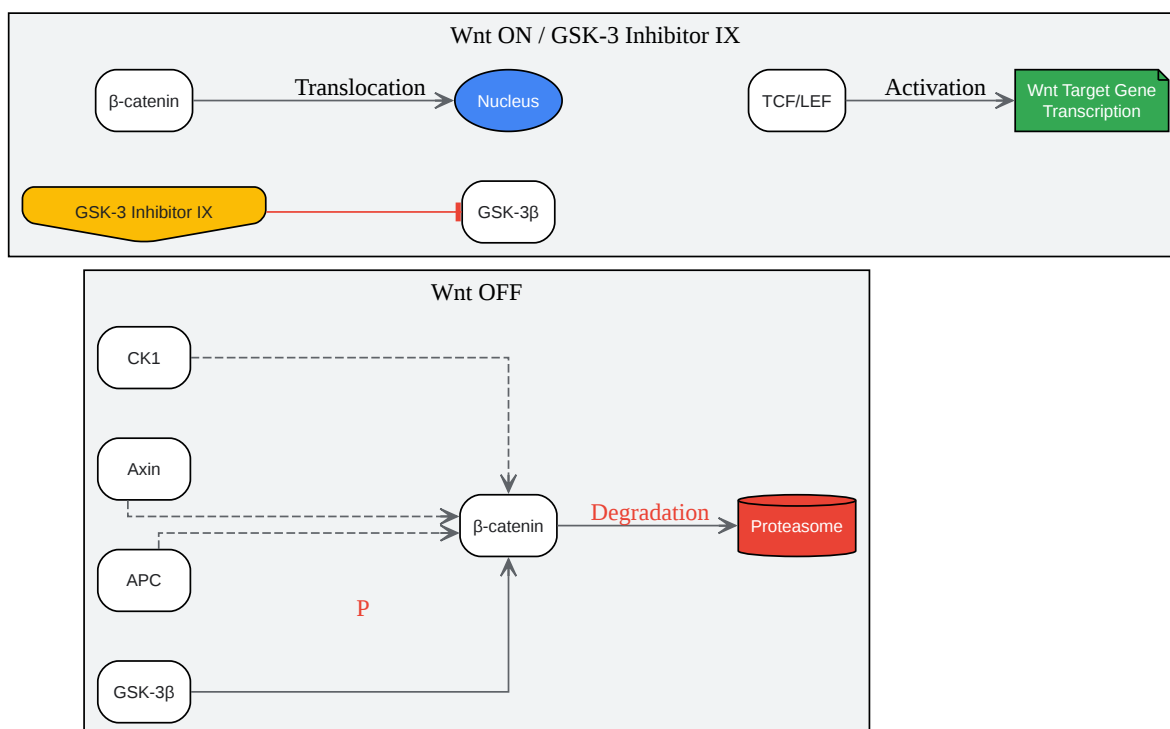 Wnt ON / GSK-3 Inhibitor IX
β-catenin
Translocation
Nucleus
TCF/LEF
Activation
Wnt Target Gene
Transcription
GSK-3 Inhibitor IX
GSK-3β
Wnt OFF
CK1
Axin
β-catenin
Degradation
Proteasome
APC
P
GSK-3β